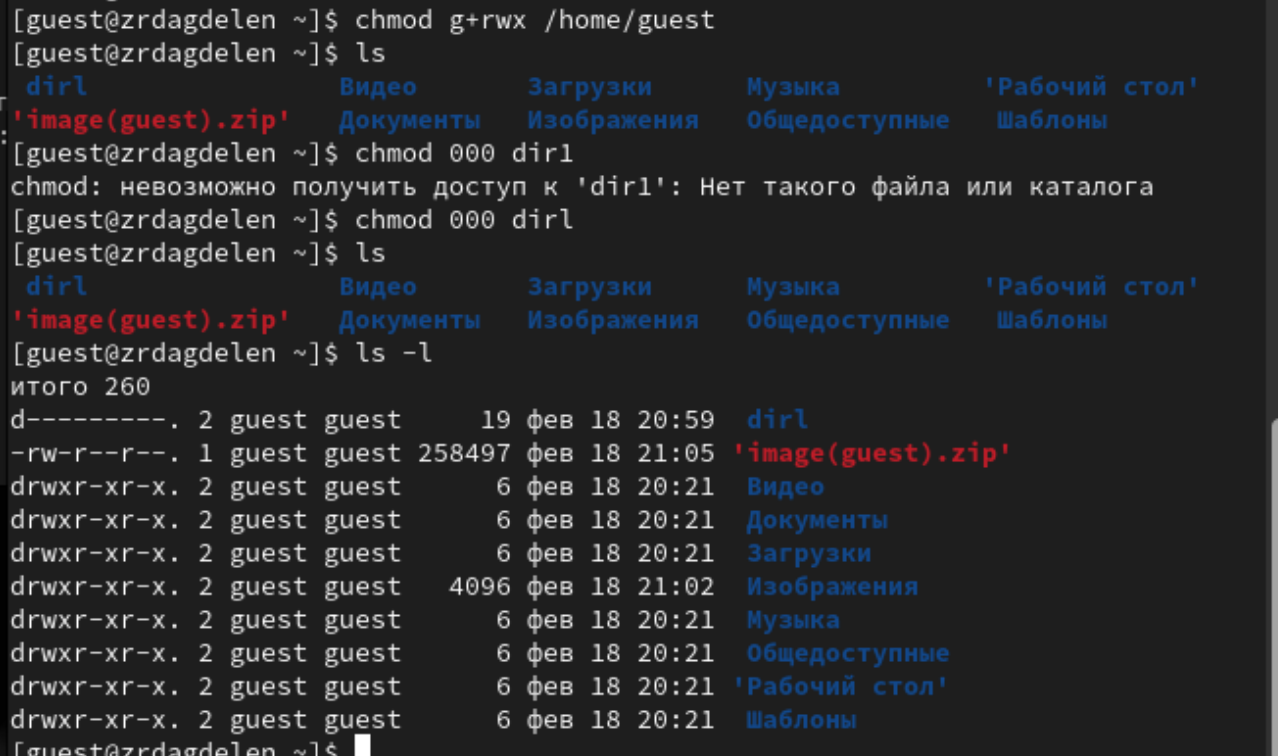 [guest@zrdagdelen ~]$ chmod g+rwx /home/guest
[guest@zrdagdelen ~]$ ls
 dirl                Видео       Загрузки      Музыка         'Рабочий стол'
'image(guest).zip'   Документы   Изображения   Общедоступные   Шаблоны
[guest@zrdagdelen ~]$ chmod 000 dir1
chmod: невозможно получить доступ к 'dir1': Нет такого файла или каталога
[guest@zrdagdelen ~]$ chmod 000 dirl
[guest@zrdagdelen ~]$ ls
 dirl                Видео       Загрузки      Музыка         'Рабочий стол'
'image(guest).zip'   Документы   Изображения   Общедоступные   Шаблоны
[guest@zrdagdelen ~]$ ls -l
итого 260
d---------. 2 guest guest     19 фев 18 20:59  dirl
-rw-r--r--. 1 guest guest 258497 фев 18 21:05 'image(guest).zip'
drwxr-xr-x. 2 guest guest      6 фев 18 20:21  Видео
drwxr-xr-x. 2 guest guest      6 фев 18 20:21  Документы
drwxr-xr-x. 2 guest guest      6 фев 18 20:21  Загрузки
drwxr-xr-x. 2 guest guest   4096 фев 18 21:02  Изображения
drwxr-xr-x. 2 guest guest      6 фев 18 20:21  Музыка
drwxr-xr-x. 2 guest guest      6 фев 18 20:21  Общедоступные
drwxr-xr-x. 2 guest guest      6 фев 18 20:21 'Рабочий стол'
drwxr-xr-x. 2 guest guest      6 фев 18 20:21  Шаблоны
[guest@zrdagdelen ~]$